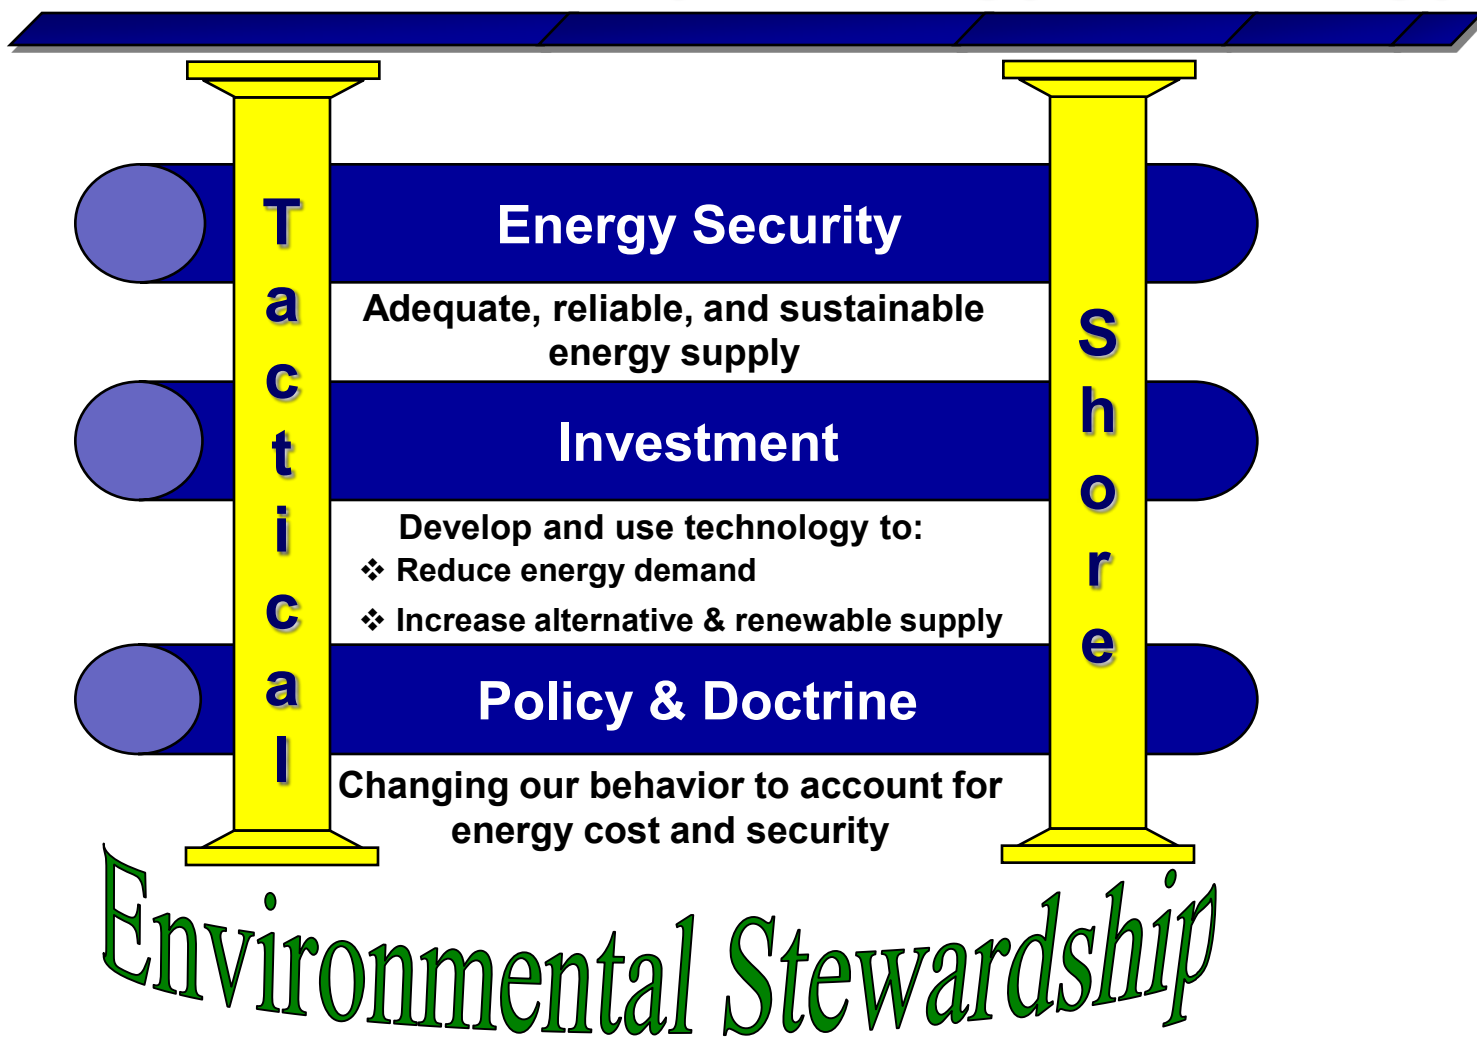 Tactical
Shore
Energy Security
Adequate, reliable, and sustainable
energy supply
Investment
Develop and use technology to:
❖ Reduce energy demand
❖ Increase alternative & renewable supply
Policy & Doctrine
Changing our behavior to account for
energy cost and security
Environmental Stewardship